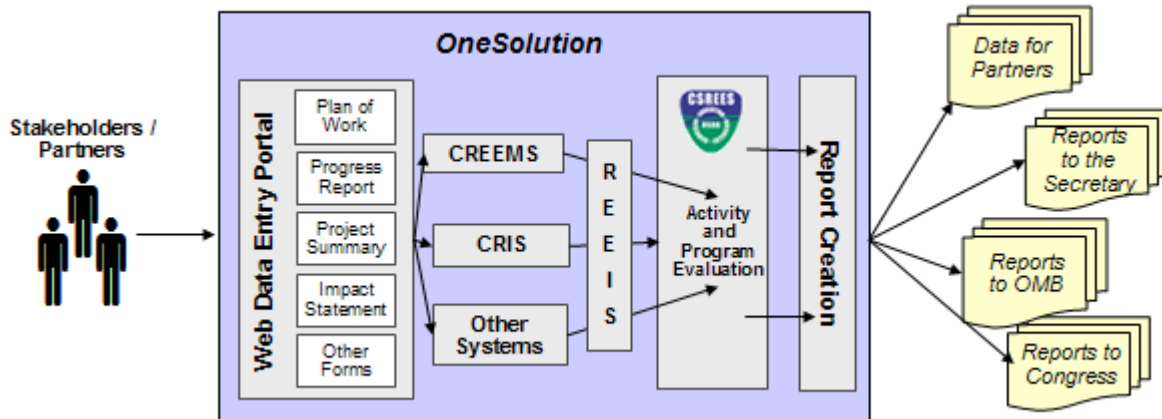 OneSolution
Stakeholders /
Partners
Web Data Entry Portal
Plan of
Work
Progress
Report
Project
Summary
Impact
Statement
Other
Forms
CREEMS
CRIS
Other
Systems
REEIS
CSREES
Activity
and
Program
Evaluation
Report Creation
Data for
Partners
Reports
to the
Secretary
Reports
to OMB
Reports to
Congress